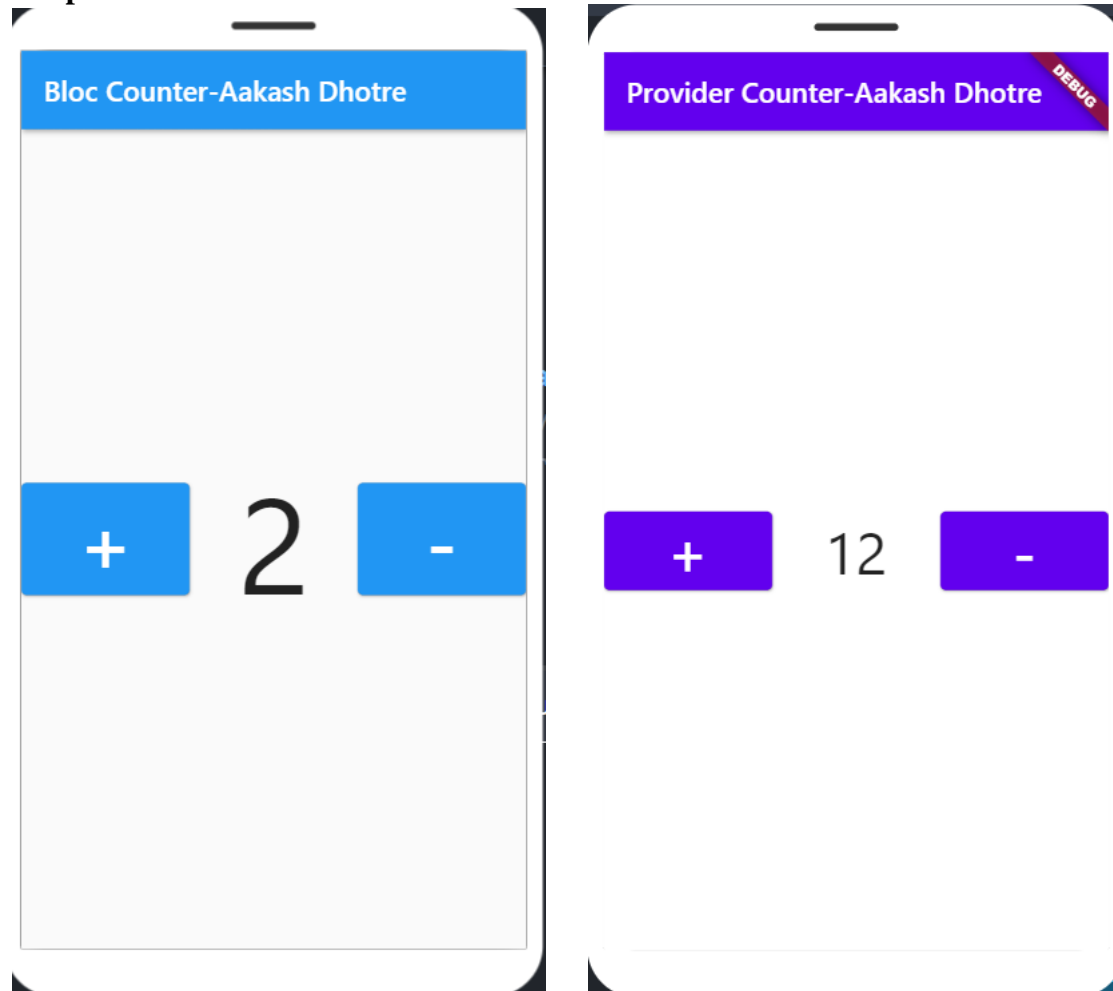 Bloc Counter-Aakash Dhotre
+ 2 -
Provider Counter-Aakash Dhotre
DEBUG
+ 12 -